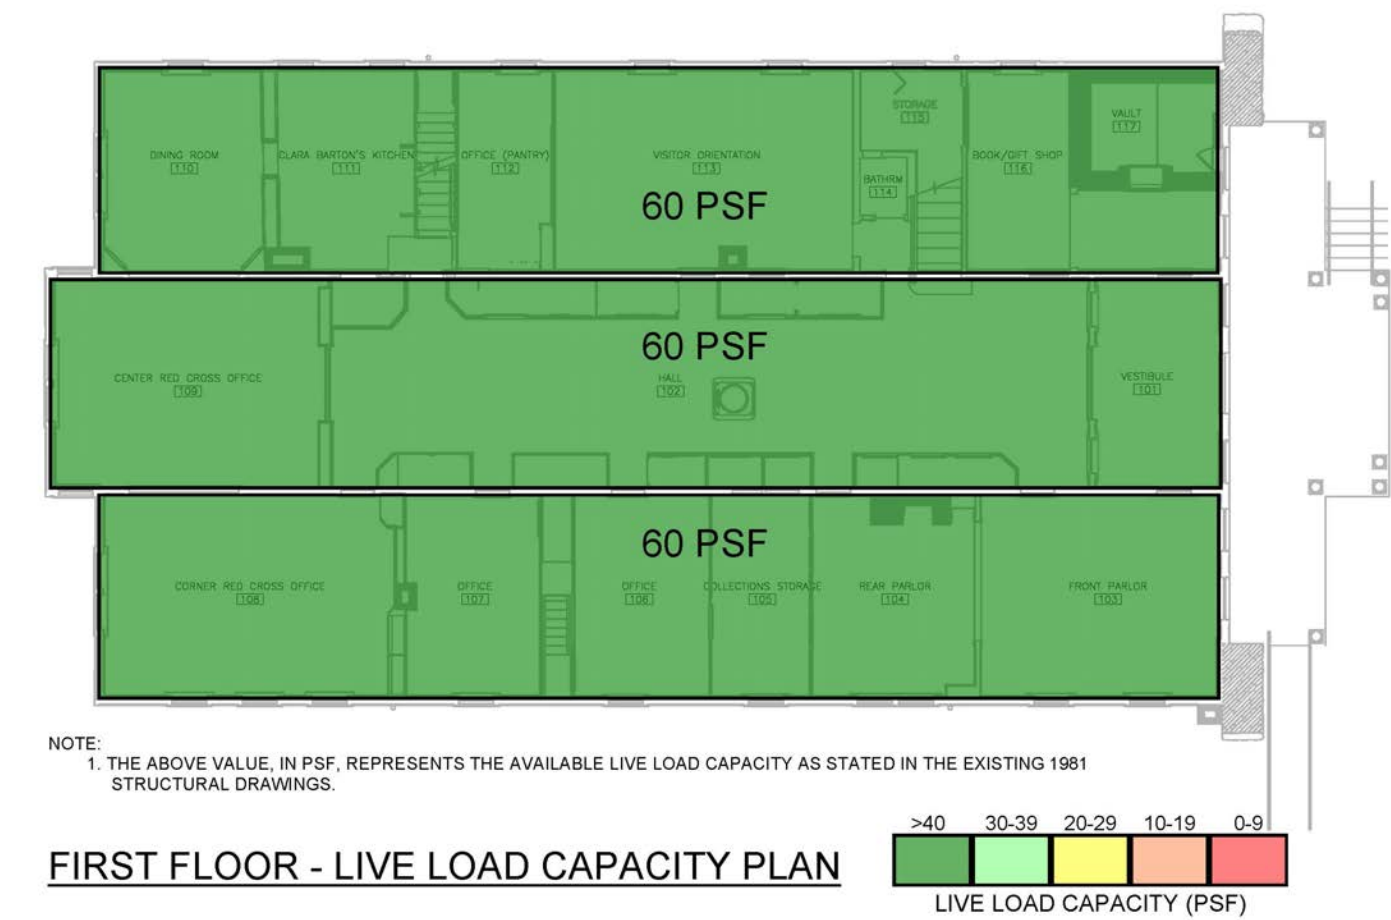 STORAGE
115
VAULT
117
DINING ROOM
110
CLARA BARTON'S KITCHEN
111
OFFICE (PANTRY)
112
VISITOR ORIENTATION
113
BATHRM
114
BOOK/GIFT SHOP
116
60 PSF
60 PSF
CENTER RED CROSS OFFICE
109
HALL
102
VESTIBULE
101
60 PSF
CORNER RED CROSS OFFICE
108
OFFICE
107
OFFICE
106
COLLECTIONS STORAGE
105
REAR PARLOR
104
FRONT PARLOR
103
NOTE:
1. THE ABOVE VALUE, IN PSF, REPRESENTS THE AVAILABLE LIVE LOAD CAPACITY AS STATED IN THE EXISTING 1981
STRUCTURAL DRAWINGS.
FIRST FLOOR - LIVE LOAD CAPACITY PLAN
>40 30-39 20-29 10-19 0-9
LIVE LOAD CAPACITY (PSF)